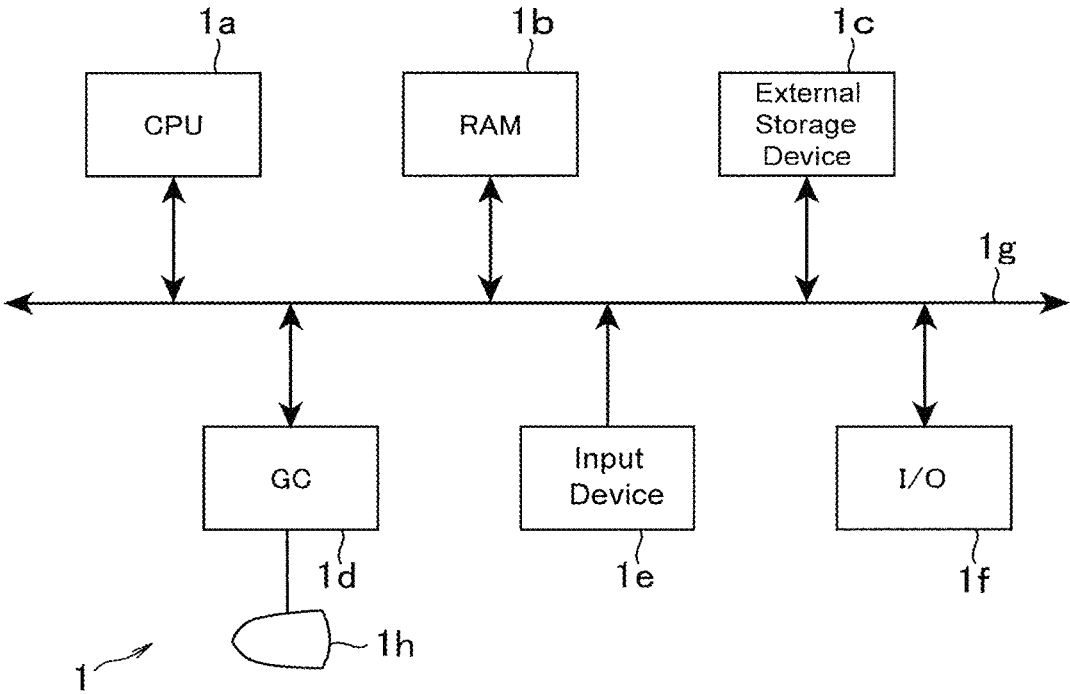 1a
1b
1c
CPU
RAM
External
Storage
Device
1g
GC
Input
Device
I/O
1d
1e
1f
1h
1